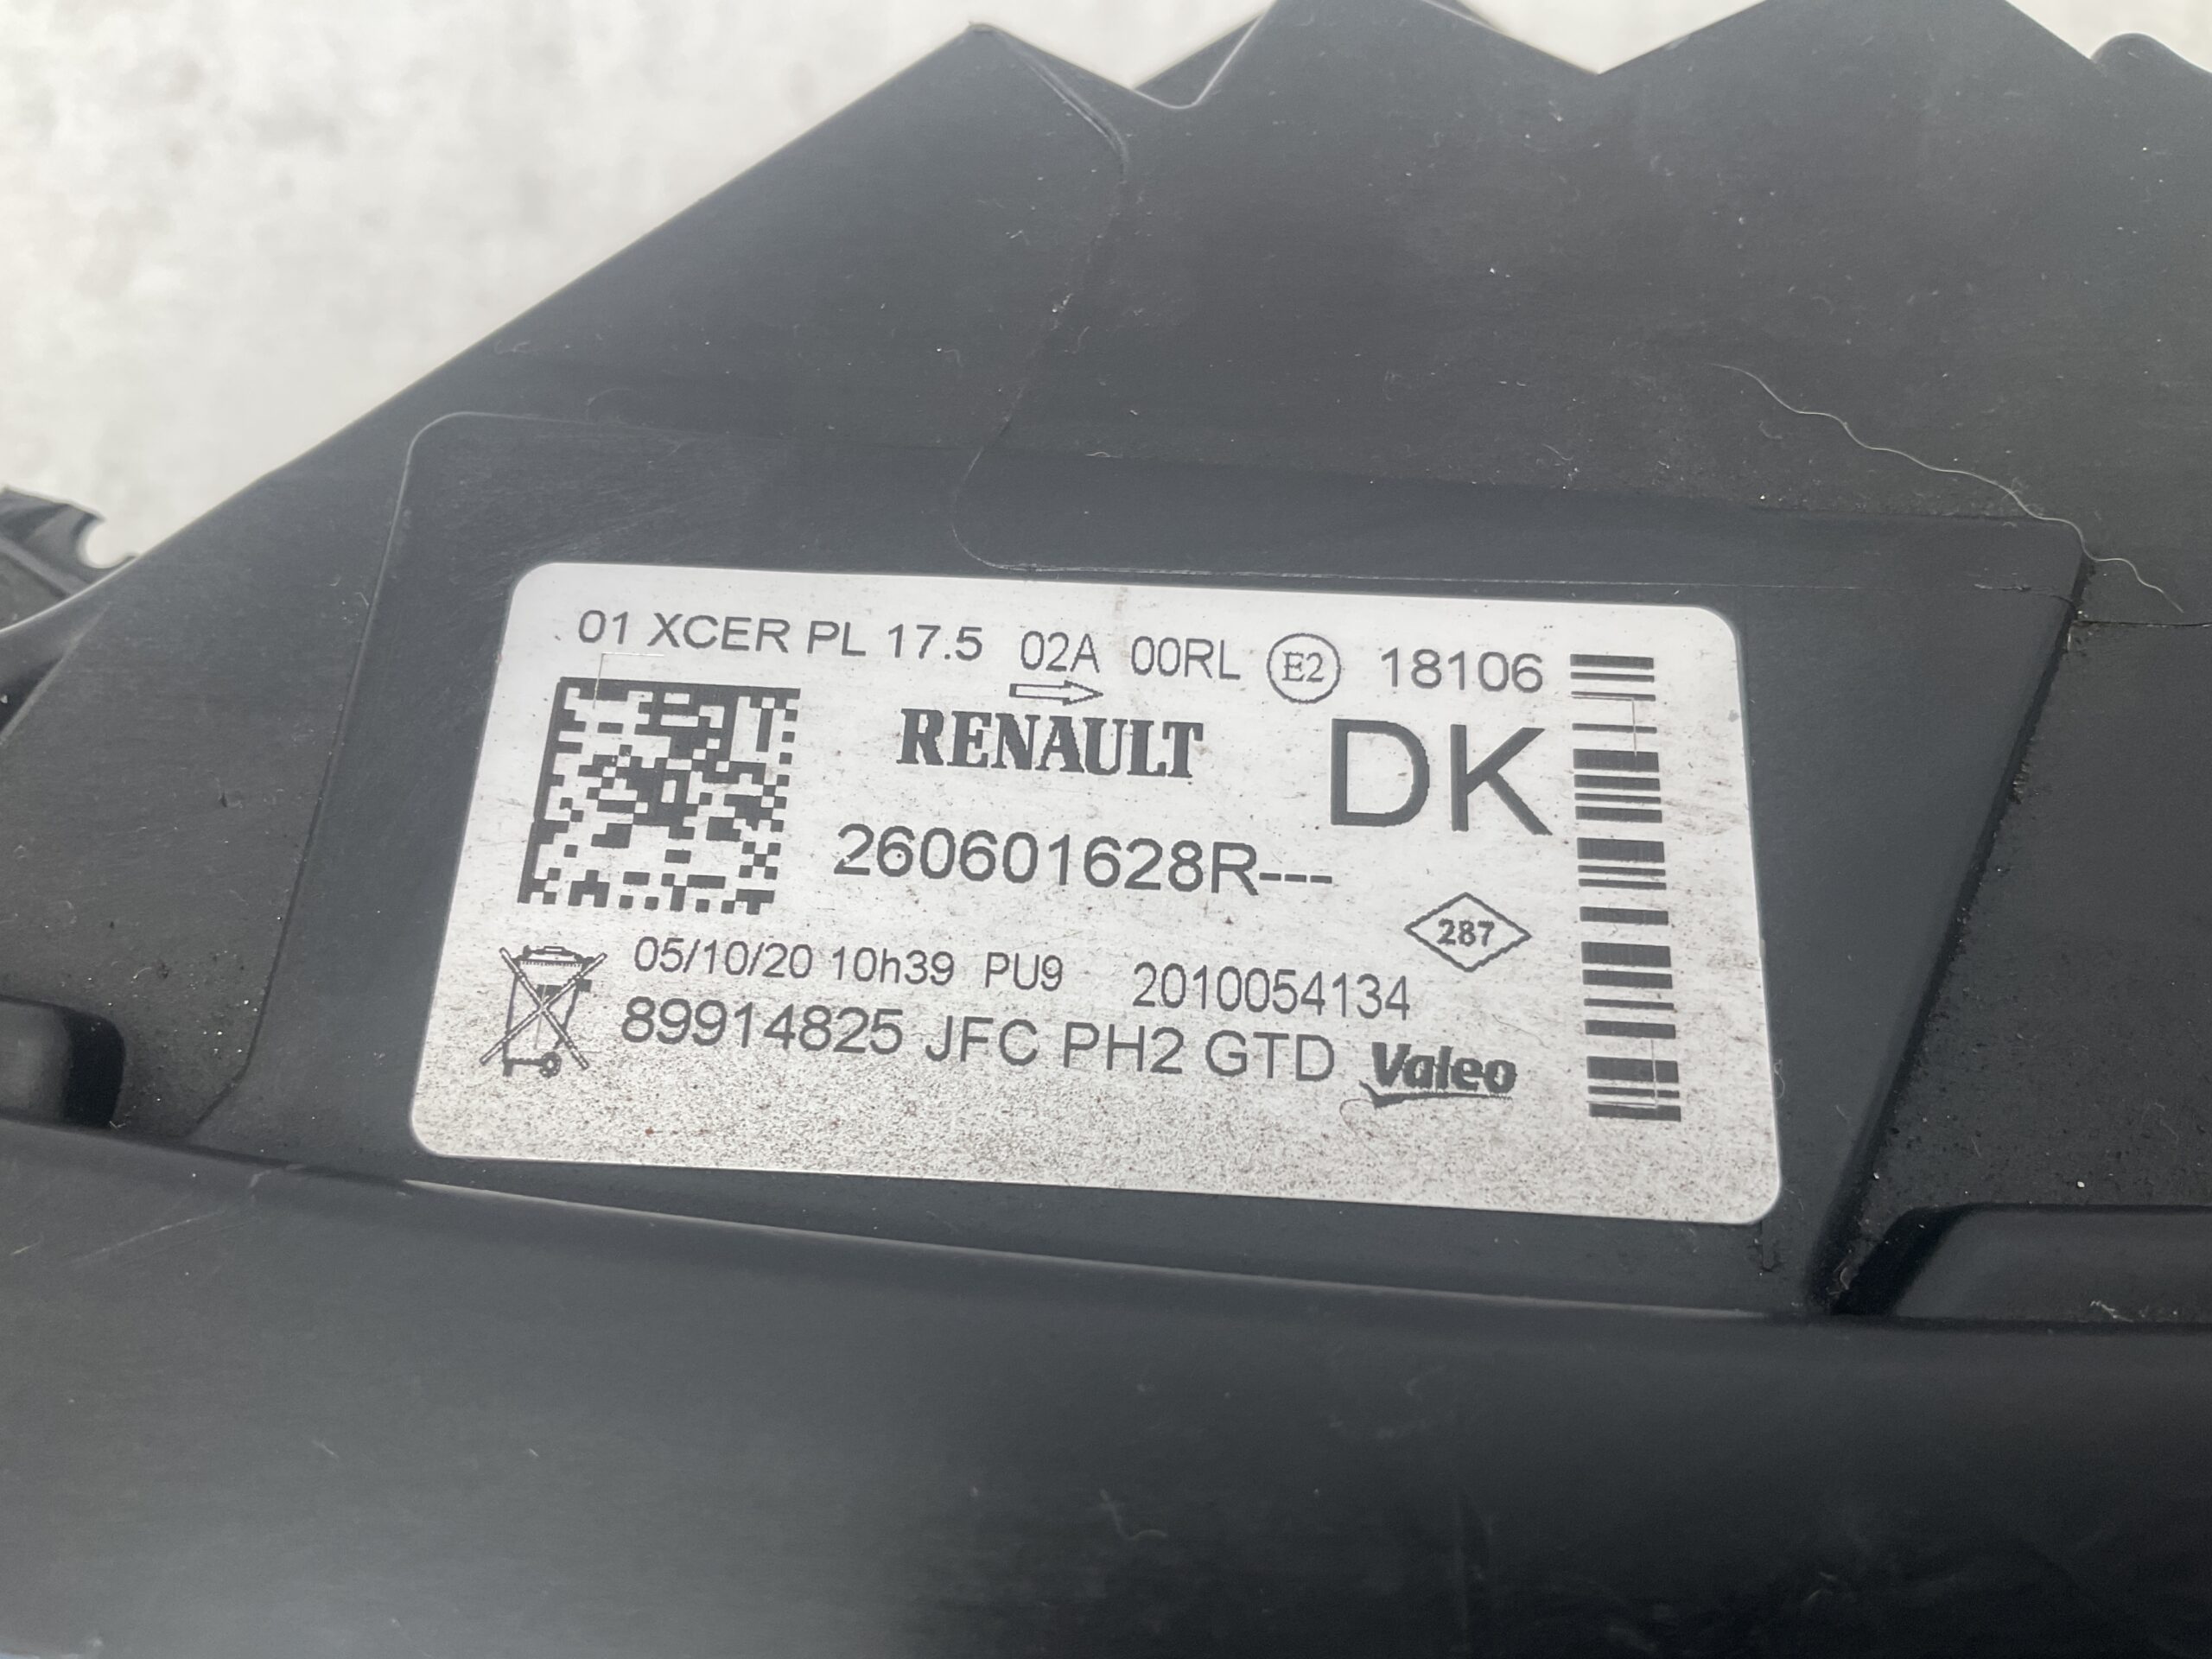 01 XCER PL 17.5 02A 00RL E2 18106
RENAULT DK
260601628R---
287
05/10/20 10h39 PU9 2010054134
89914825 JFC PH2 GTD Valeo